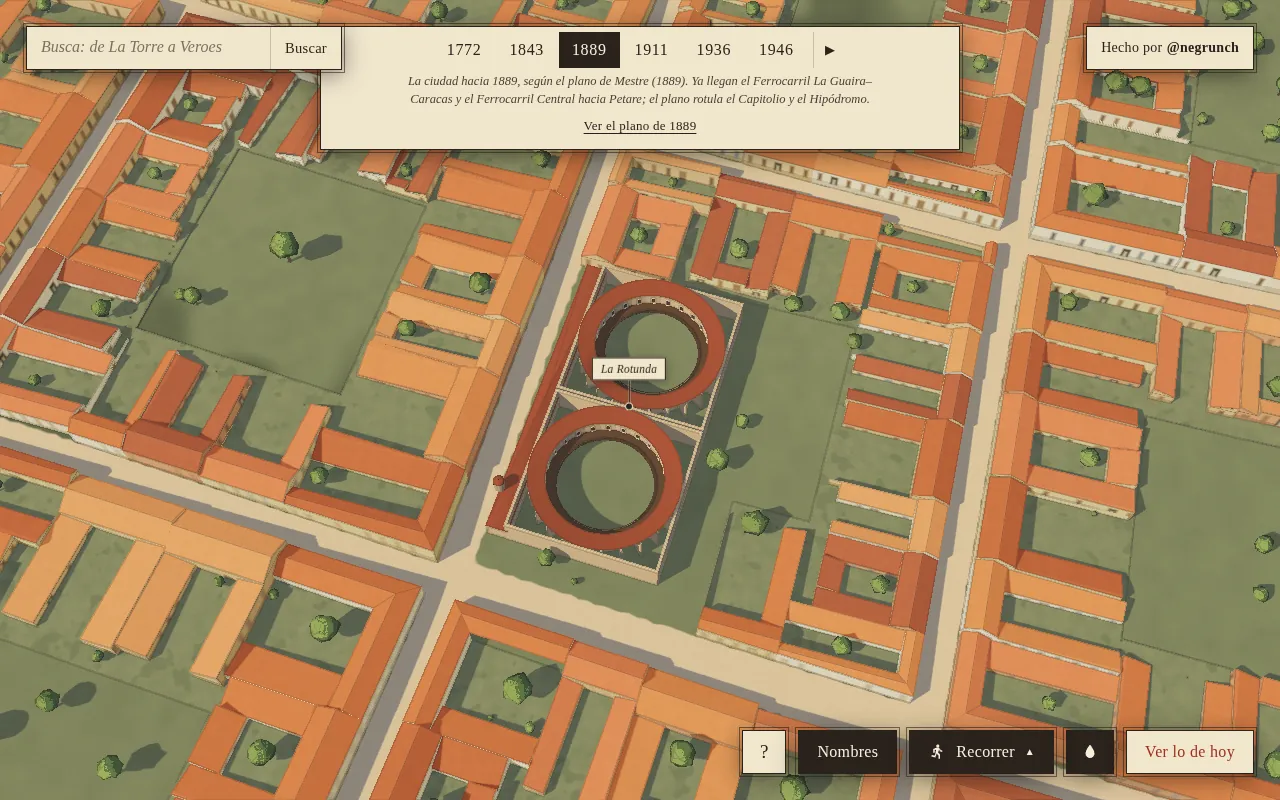 Busca: de La Torre a Veroes
Buscar
1772 1843 1889 1911 1936 1946
La ciudad hacia 1889, según el plano de Mestre (1889). Ya llegan el Ferrocarril La Guaira–
Caracas y el Ferrocarril Central hacia Petare; el plano rotula el Capitolio y el Hipódromo.
Ver el plano de 1889
Hecho por @negrunch
La Rotunda
?
Nombres
Recorrer
Ver lo de hoy